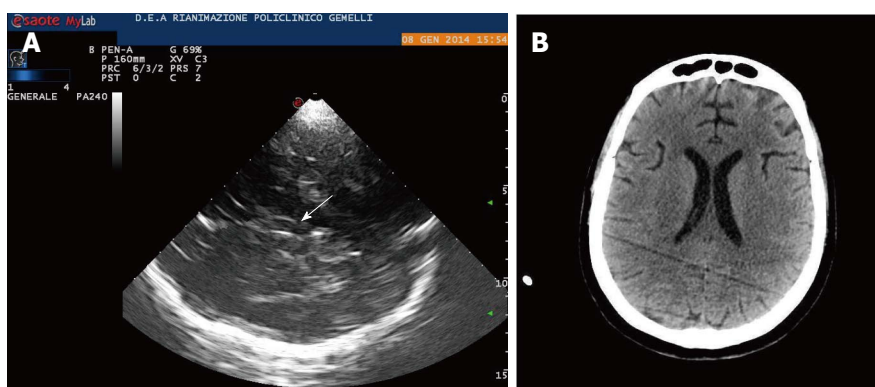 A
esaote MyLab
D.E.A RIANIMAZIONE POLICLINICO GEMELLI
08 GEN 2014 15:54
B PEN-A G 69%
P 160mm XV C3
PRC 6/3/2 PRS 7
PST 0 C 2
1 4
GENERALE PA240
0
5
10
15
B